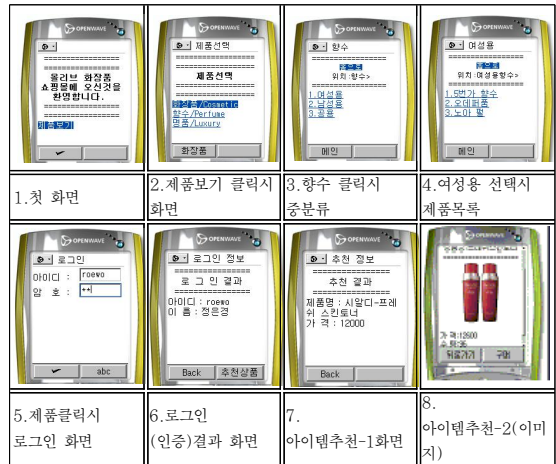 OPENWAVE
올리브 화장품
쇼핑몰에 오신것을
환영합니다.
제품보기
OPENWAVE
제품선택
제품선택
화장품/Cosmetic
향수/Perfume
명품/Luxury
화장품
OPENWAVE
향수
위치:향수>
1.여성용
2.남성용
3.공용
메인
OPENWAVE
여성용
위치:여성용향수>
1.5번가 향수
2.오데퍼품
3.노아 펄
메인
1.첫 화면
2.제품보기 클릭시
화면
3.향수 클릭시
중분류
4.여성용 선택시
제품목록
OPENWAVE
로그인
아이디 : roewo
암 호 : **
abc
OPENWAVE
로그인 정보
로 그 인 결과
아이디 : roewo
이 름 : 정은경
Back 추천상품
OPENWAVE
추천 정보
추천 결과
제품명 : 시알디-프레
쉬 스킨토너
가 격 : 12000
Back
OPENWAVE
가 격:12600
수 량:36
뒤로가기 구매
5.제품클릭시
로그인 화면
6.로그인
(인증)결과 화면
7.
아이템추천-1화면
8.
아이템추천-2(이미
지)